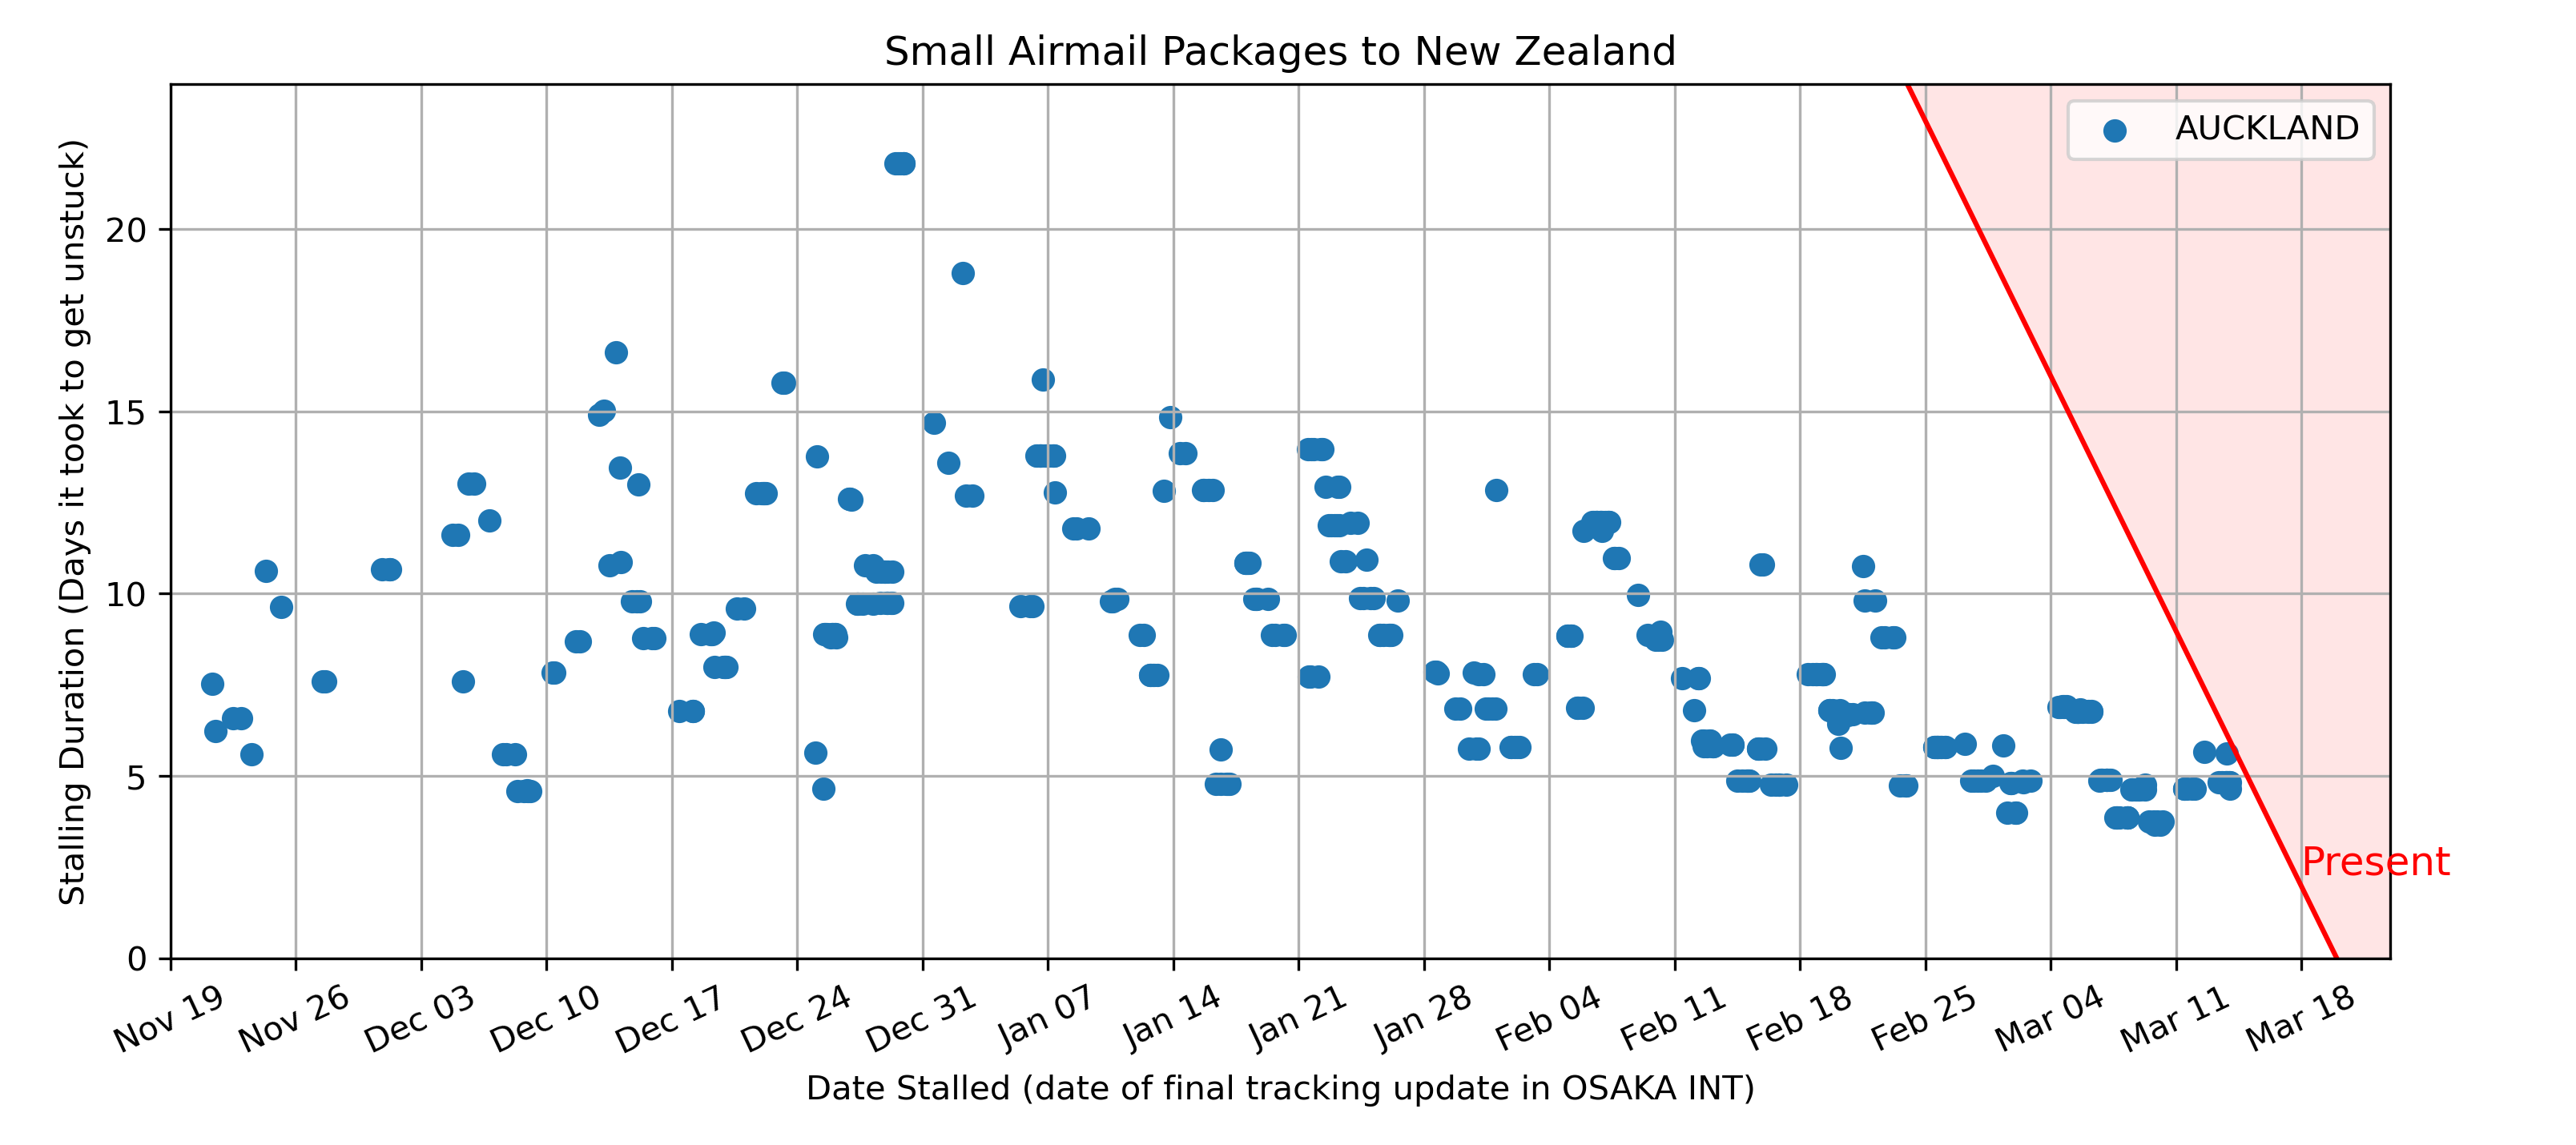 Small Airmail Packages to New Zealand
AUCKLAND
Stalling Duration (Days it took to get unstuck)
20
15
10
5
0
Present
Nov 19 Nov 26 Dec 03 Dec 10 Dec 17 Dec 24 Dec 31 Jan 07 Jan 14 Jan 21 Jan 28 Feb 04 Feb 11 Feb 18 Feb 25 Mar 04 Mar 11 Mar 18
Date Stalled (date of final tracking update in OSAKA INT)